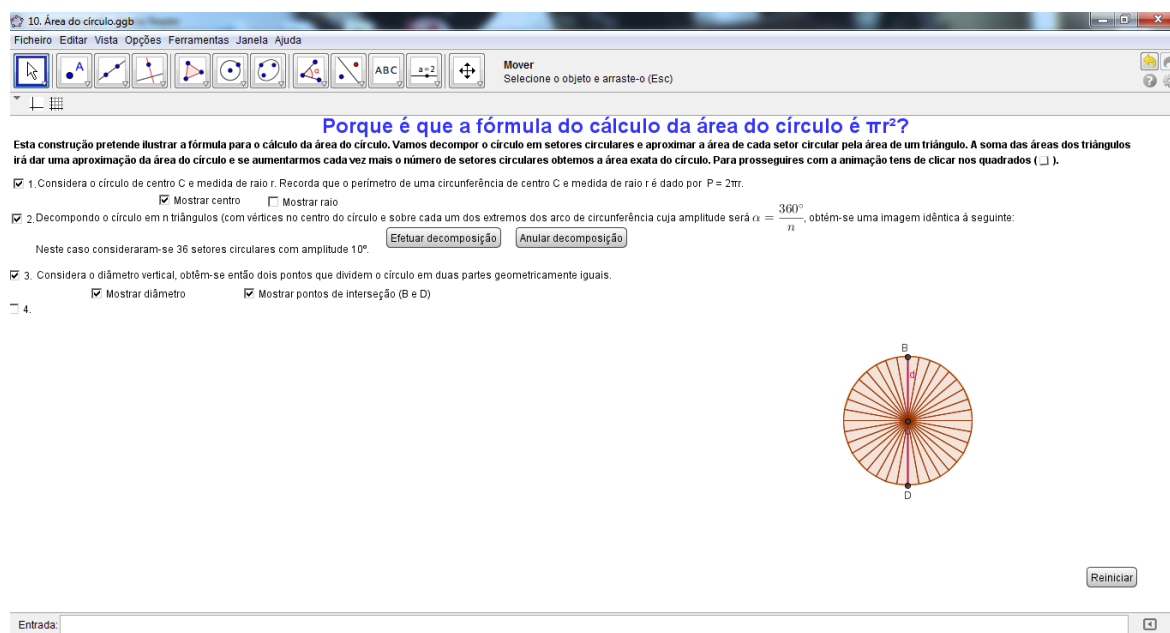 10. Área do círculo.ggb
Ficheiro Editar Vista Opções Ferramentas Janela Ajuda
A
α
ABC
a=2
Mover
Selecione o objeto e arraste-o (Esc)
Porque é que a fórmula do cálculo da área do círculo é πr²?
Esta construção pretende ilustrar a fórmula para o cálculo da área do círculo. Vamos decompor o círculo em setores circulares e aproximar a área de cada setor circular pela área de um triângulo. A soma das áreas dos triângulos
irá dar uma aproximação da área do círculo e se aumentarmos cada vez mais o número de setores circulares obtemos a área exata do círculo. Para prosseguires com a animação tens de clicar nos quadrados ( ❑ ).
1. Considera o círculo de centro C e medida de raio r. Recorda que o perímetro de uma circunferência de centro C e medida de raio r é dado por P = 2πr.
Mostrar centro Mostrar raio
2. Decompondo o círculo em n triângulos (com vértices no centro do círculo e sobre cada um dos extremos dos arco de circunferência cuja amplitude será α = 360°/n, obtém-se uma imagem idêntica á seguinte:
Efetuar decomposição Anular decomposição
Neste caso consideraram-se 36 setores circulares com amplitude 10º.
3. Considera o diâmetro vertical, obtêm-se então dois pontos que dividem o círculo em duas partes geometricamente iguais.
Mostrar diâmetro Mostrar pontos de interseção (B e D)
4.
B
d
D
Reiniciar
Entrada: